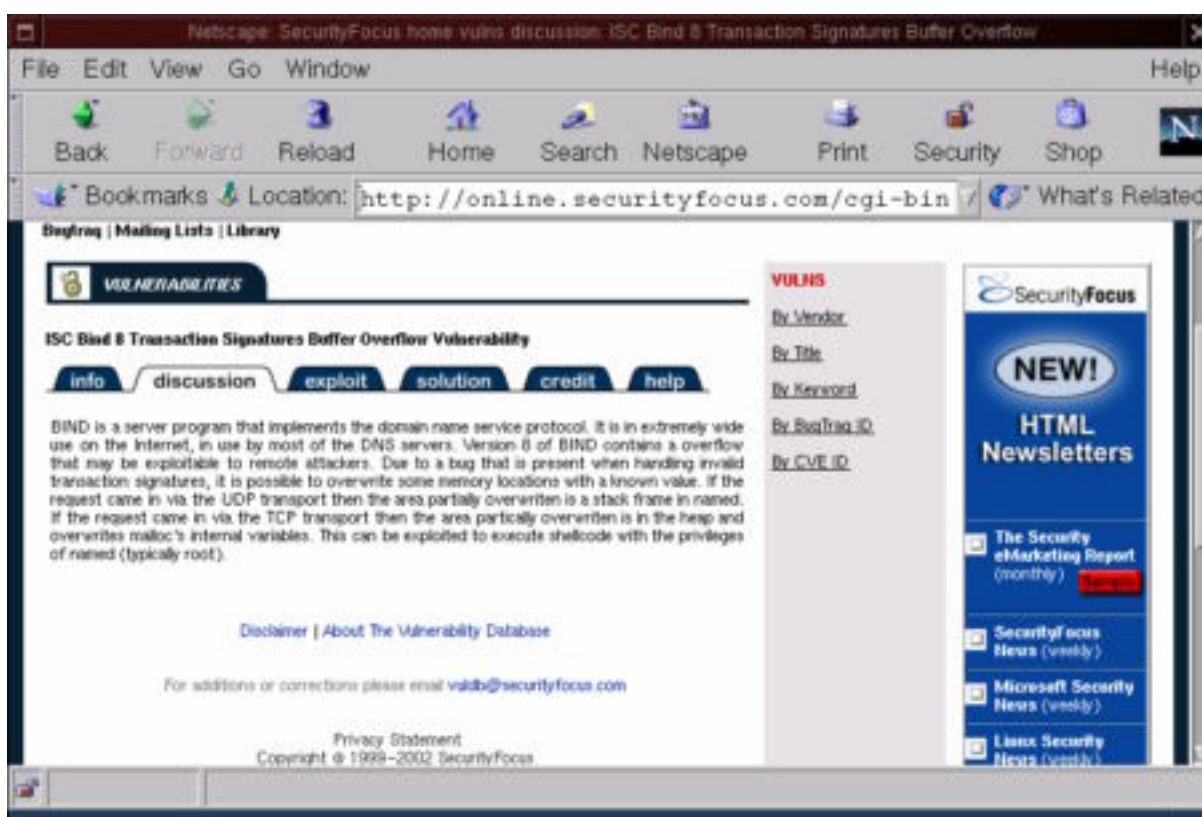 Netscape: SecurityFocus home vulns discussion: ISC Bind 8 Transaction Signatures Buffer Overflow
File Edit View Go Window Help
Back Forward Reload Home Search Netscape Print Security Shop
N
Bookmarks Location: http://online.securityfocus.com/cgi-bin What's Related
Bugtraq | Mailing Lists | Library
VULNERABILITIES
ISC Bind 8 Transaction Signatures Buffer Overflow Vulnerability
info discussion exploit solution credit help
BIND is a server program that implements the domain name service protocol. It is in extremely wide
use on the Internet, in use by most of the DNS servers. Version 8 of BIND contains a overflow
that may be exploitable to remote attackers. Due to a bug that is present when handling invalid
transaction signatures, it is possible to overwrite some memory locations with a known value. If the
request came in via the UDP transport then the area partially overwriten is a stack frame in named.
If the request came in via the TCP transport then the area partically overwriten is in the heap and
overwrites malloc's internal variables. This can be exploited to execute shellcode with the privileges
of named (typically root).
Disclaimer | About The Vulnerability Database
For additions or corrections please email vuldb@securityfocus.com
Privacy Statement
Copyright © 1999-2002 SecurityFocus
VULNS
By Vendor
By Title
By Keyword
By BugTraq ID
By CVE ID
SecurityFocus
NEW!
HTML
Newsletters
The Security
eMarketing Report
(monthly)
Sample
SecurityFocus
News (weekly)
Microsoft Security
News (weekly)
Linux Security
News (weekly)